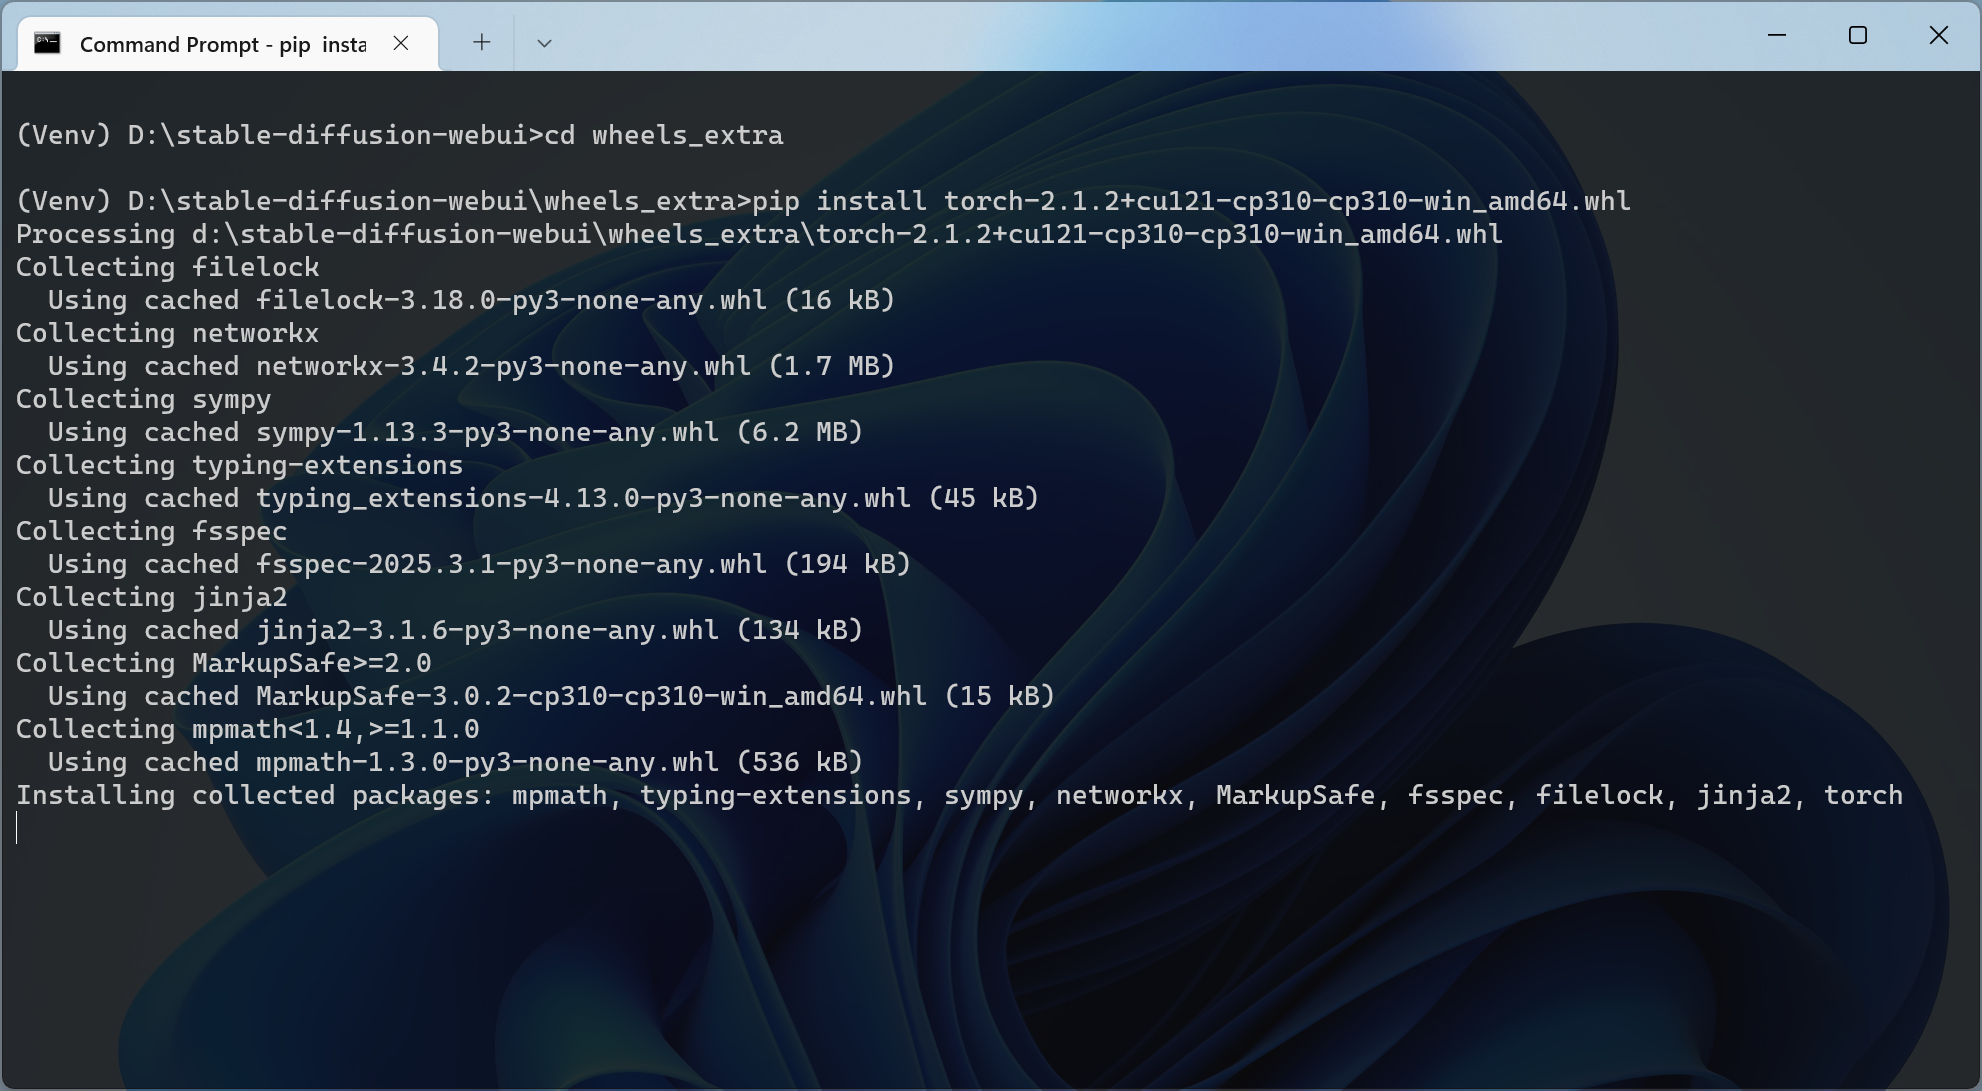 Command Prompt - pip insta
(Venv) D:\stable-diffusion-webui>cd wheels_extra
(Venv) D:\stable-diffusion-webui\wheels_extra>pip install torch-2.1.2+cu121-cp310-cp310-win_amd64.whl
Processing d:\stable-diffusion-webui\wheels_extra\torch-2.1.2+cu121-cp310-cp310-win_amd64.whl
Collecting filelock
  Using cached filelock-3.18.0-py3-none-any.whl (16 kB)
Collecting networkx
  Using cached networkx-3.4.2-py3-none-any.whl (1.7 MB)
Collecting sympy
  Using cached sympy-1.13.3-py3-none-any.whl (6.2 MB)
Collecting typing-extensions
  Using cached typing_extensions-4.13.0-py3-none-any.whl (45 kB)
Collecting fsspec
  Using cached fsspec-2025.3.1-py3-none-any.whl (194 kB)
Collecting jinja2
  Using cached jinja2-3.1.6-py3-none-any.whl (134 kB)
Collecting MarkupSafe>=2.0
  Using cached MarkupSafe-3.0.2-cp310-cp310-win_amd64.whl (15 kB)
Collecting mpmath<1.4,>=1.1.0
  Using cached mpmath-1.3.0-py3-none-any.whl (536 kB)
Installing collected packages: mpmath, typing-extensions, sympy, networkx, MarkupSafe, fsspec, filelock, jinja2, torch